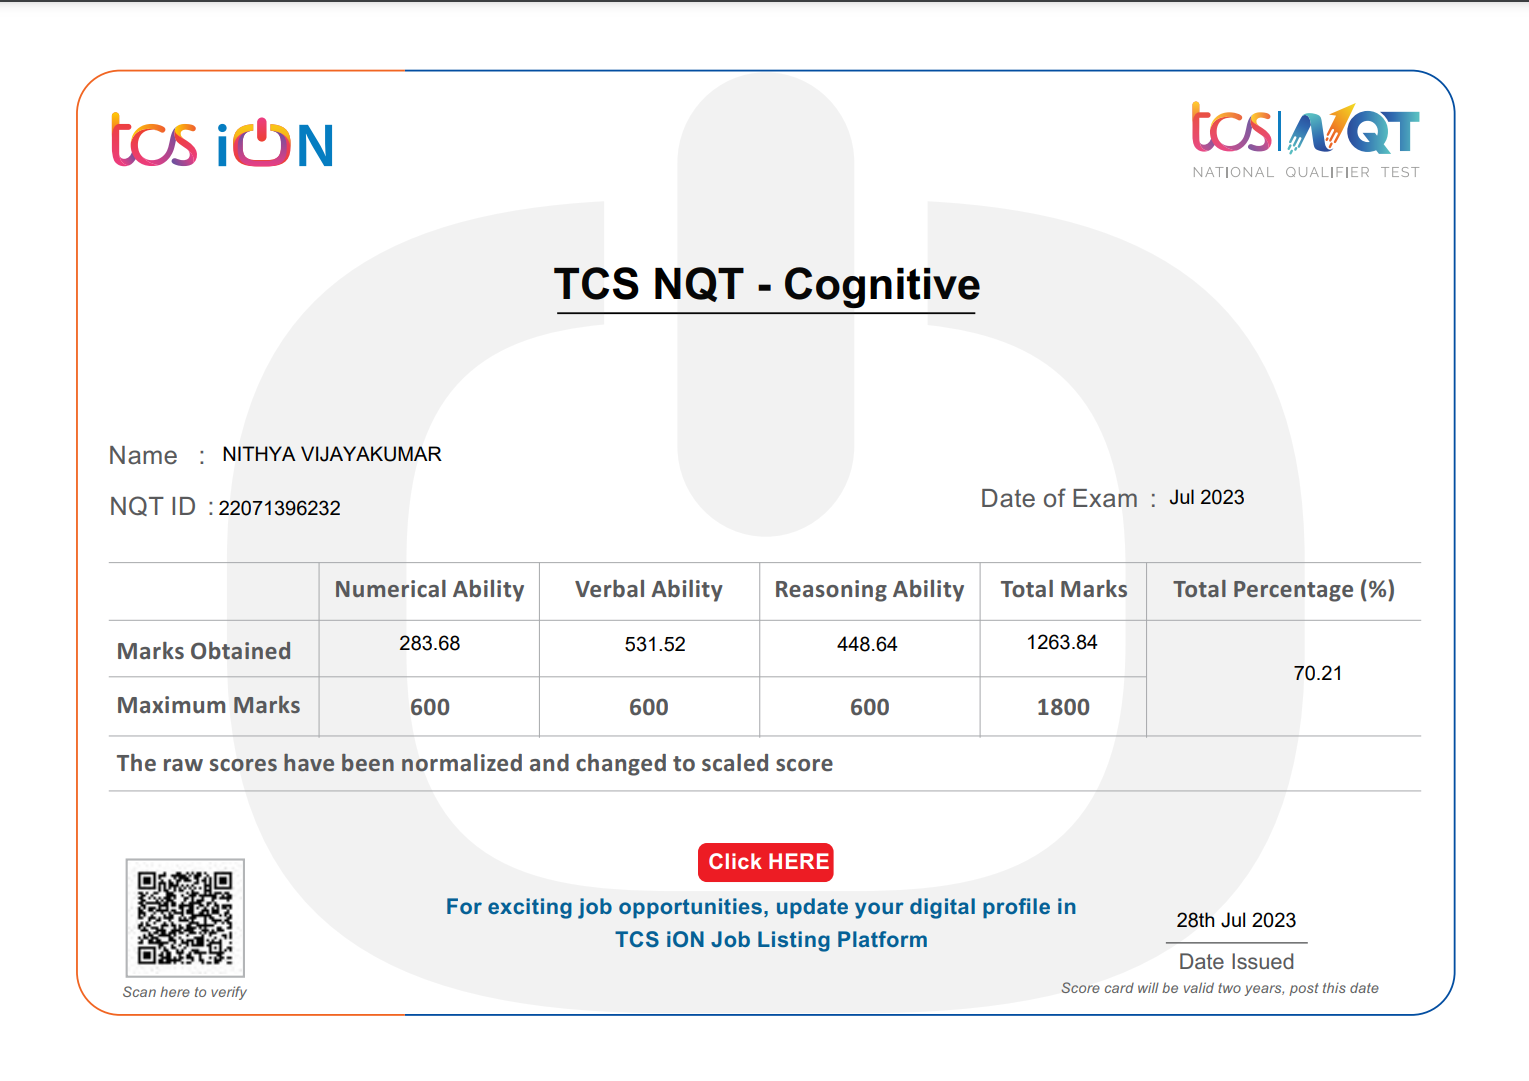 tcs iON
tcs | NQT
NATIONAL QUALIFIER TEST
TCS NQT - Cognitive
Name : NITHYA VIJAYAKUMAR
NQT ID : 22071396232
Date of Exam : Jul 2023
Numerical Ability Verbal Ability Reasoning Ability Total Marks Total Percentage (%)
Marks Obtained 283.68 531.52 448.64 1263.84 70.21
Maximum Marks 600 600 600 1800
The raw scores have been normalized and changed to scaled score
Click HERE
For exciting job opportunities, update your digital profile in
TCS iON Job Listing Platform
28th Jul 2023
Date Issued
Score card will be valid two years, post this date
Scan here to verify